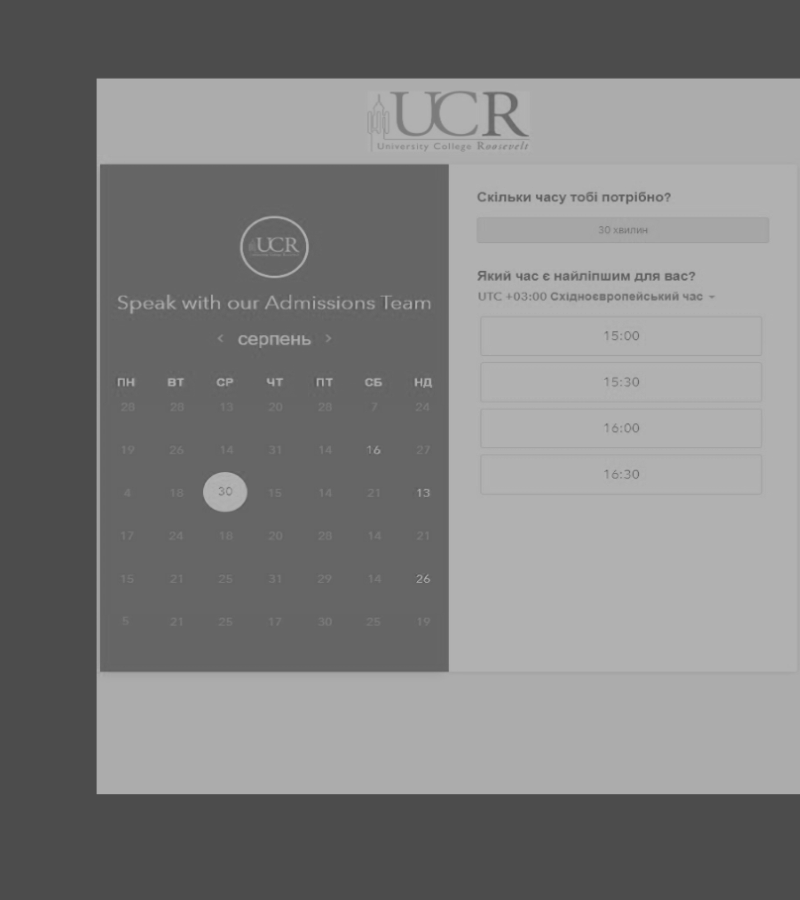 UCR
University College Roosevelt
UCR
Speak with our Admissions Team
‹ серпень ›
ПН ВТ СР ЧТ ПТ СБ НД
28 28 13 20 28 7 24
19 26 14 31 14 16 27
4 18 30 15 14 21 13
17 24 18 20 28 14 21
15 21 25 31 29 14 26
5 21 25 17 30 25 19
Скільки часу тобі потрібно?
30 хвилин
Який час є найліпшим для вас?
UTC +03:00 Східноєвропейський час
15:00
15:30
16:00
16:30